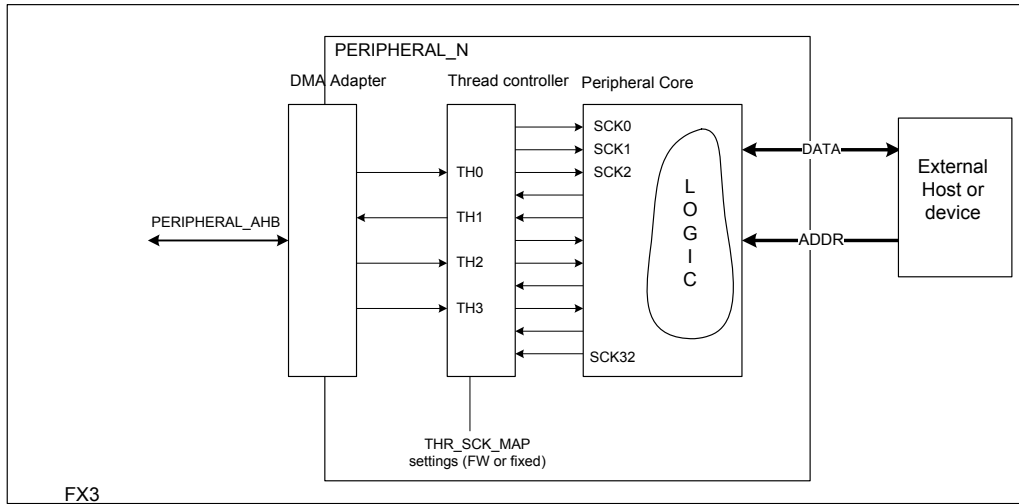 PERIPHERAL_N
DMA Adapter
Thread controller
Peripheral Core
SCK0
SCK1
SCK2
TH0
TH1
TH2
TH3
SCK32
L
O
G
I
C
DATA
ADDR
External
Host or
device
PERIPHERAL_AHB
THR_SCK_MAP
settings (FW or fixed)
FX3